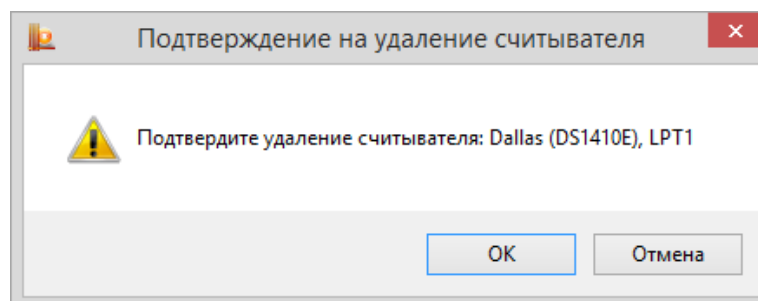 Подтверждение на удаление считывателя
Подтвердите удаление считывателя: Dallas (DS1410E), LPT1
OK
Отмена